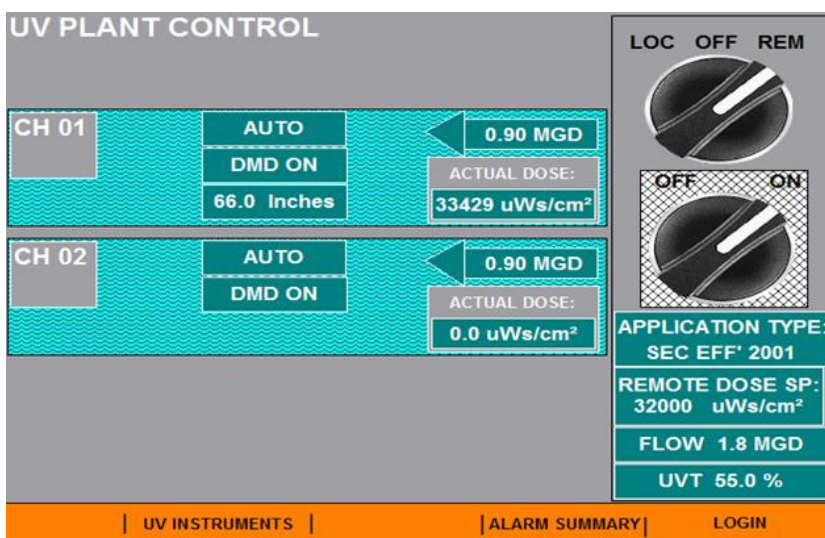 UV PLANT CONTROL
LOC OFF REM
CH 01
AUTO
0.90 MGD
DMD ON
ACTUAL DOSE:
66.0 Inches
33429 uWs/cm²
OFF ON
CH 02
AUTO
0.90 MGD
DMD ON
ACTUAL DOSE:
0.0 uWs/cm²
APPLICATION TYPE:
SEC EFF' 2001
REMOTE DOSE SP:
32000 uWs/cm²
FLOW 1.8 MGD
UVT 55.0 %
| UV INSTRUMENTS | |ALARM SUMMARY| LOGIN